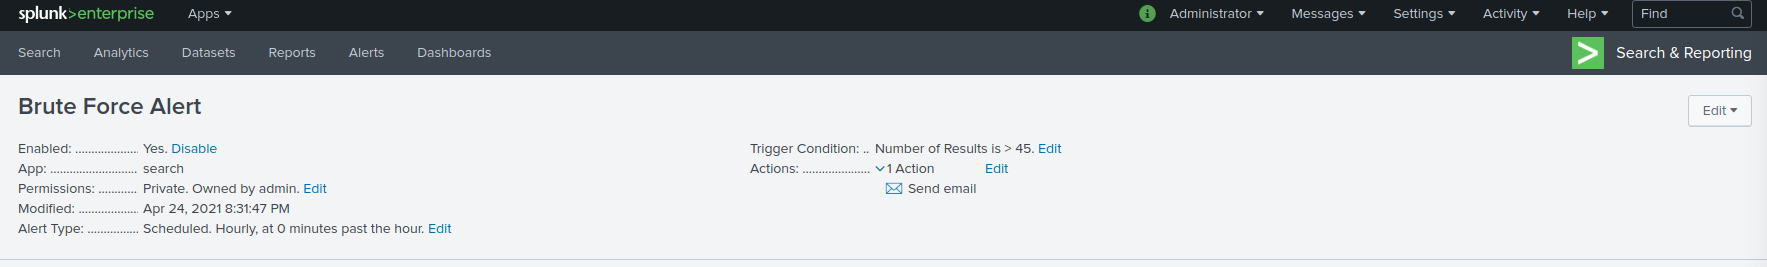 splunk>enterprise Apps Administrator Messages Settings Activity Help Find
Search Analytics Datasets Reports Alerts Dashboards Search & Reporting
Brute Force Alert
Edit
Enabled: .................... Yes. Disable
App: ........................... search
Permissions: ............ Private. Owned by admin. Edit
Modified: ................... Apr 24, 2021 8:31:47 PM
Alert Type: ................ Scheduled. Hourly, at 0 minutes past the hour. Edit
Trigger Condition: .. Number of Results is > 45. Edit
Actions: ..................... 1 Action Edit
Send email